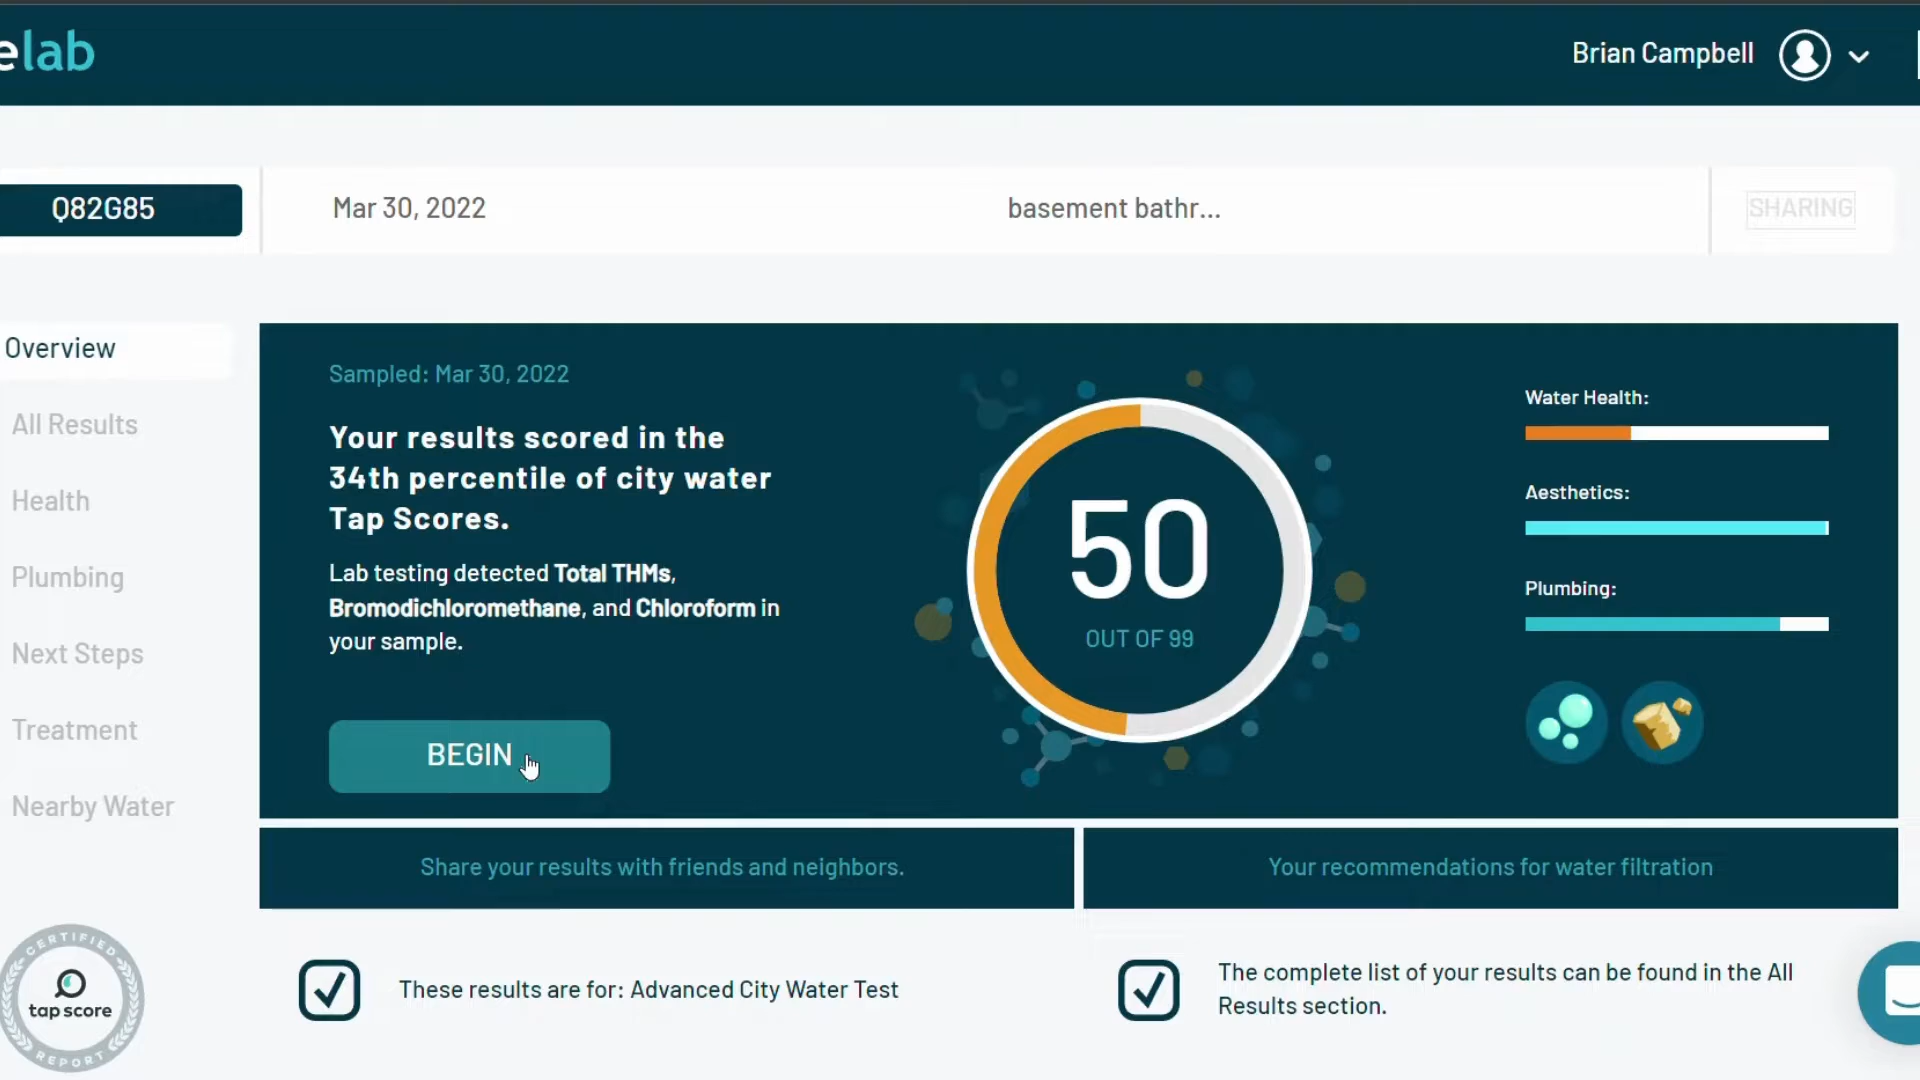 elab
Brian Campbell
Q82G85
Mar 30, 2022
basement bathr...
SHARING
Overview
All Results
Health
Plumbing
Next Steps
Treatment
Nearby Water
Sampled: Mar 30, 2022
Your results scored in the
34th percentile of city water
Tap Scores.
Lab testing detected Total THMs,
Bromodichloromethane, and Chloroform in
your sample.
BEGIN
50
OUT OF 99
Water Health:
Aesthetics:
Plumbing:
Share your results with friends and neighbors.
Your recommendations for water filtration
CERTIFIED
tap score
REPORT
These results are for: Advanced City Water Test
The complete list of your results can be found in the All
Results section.